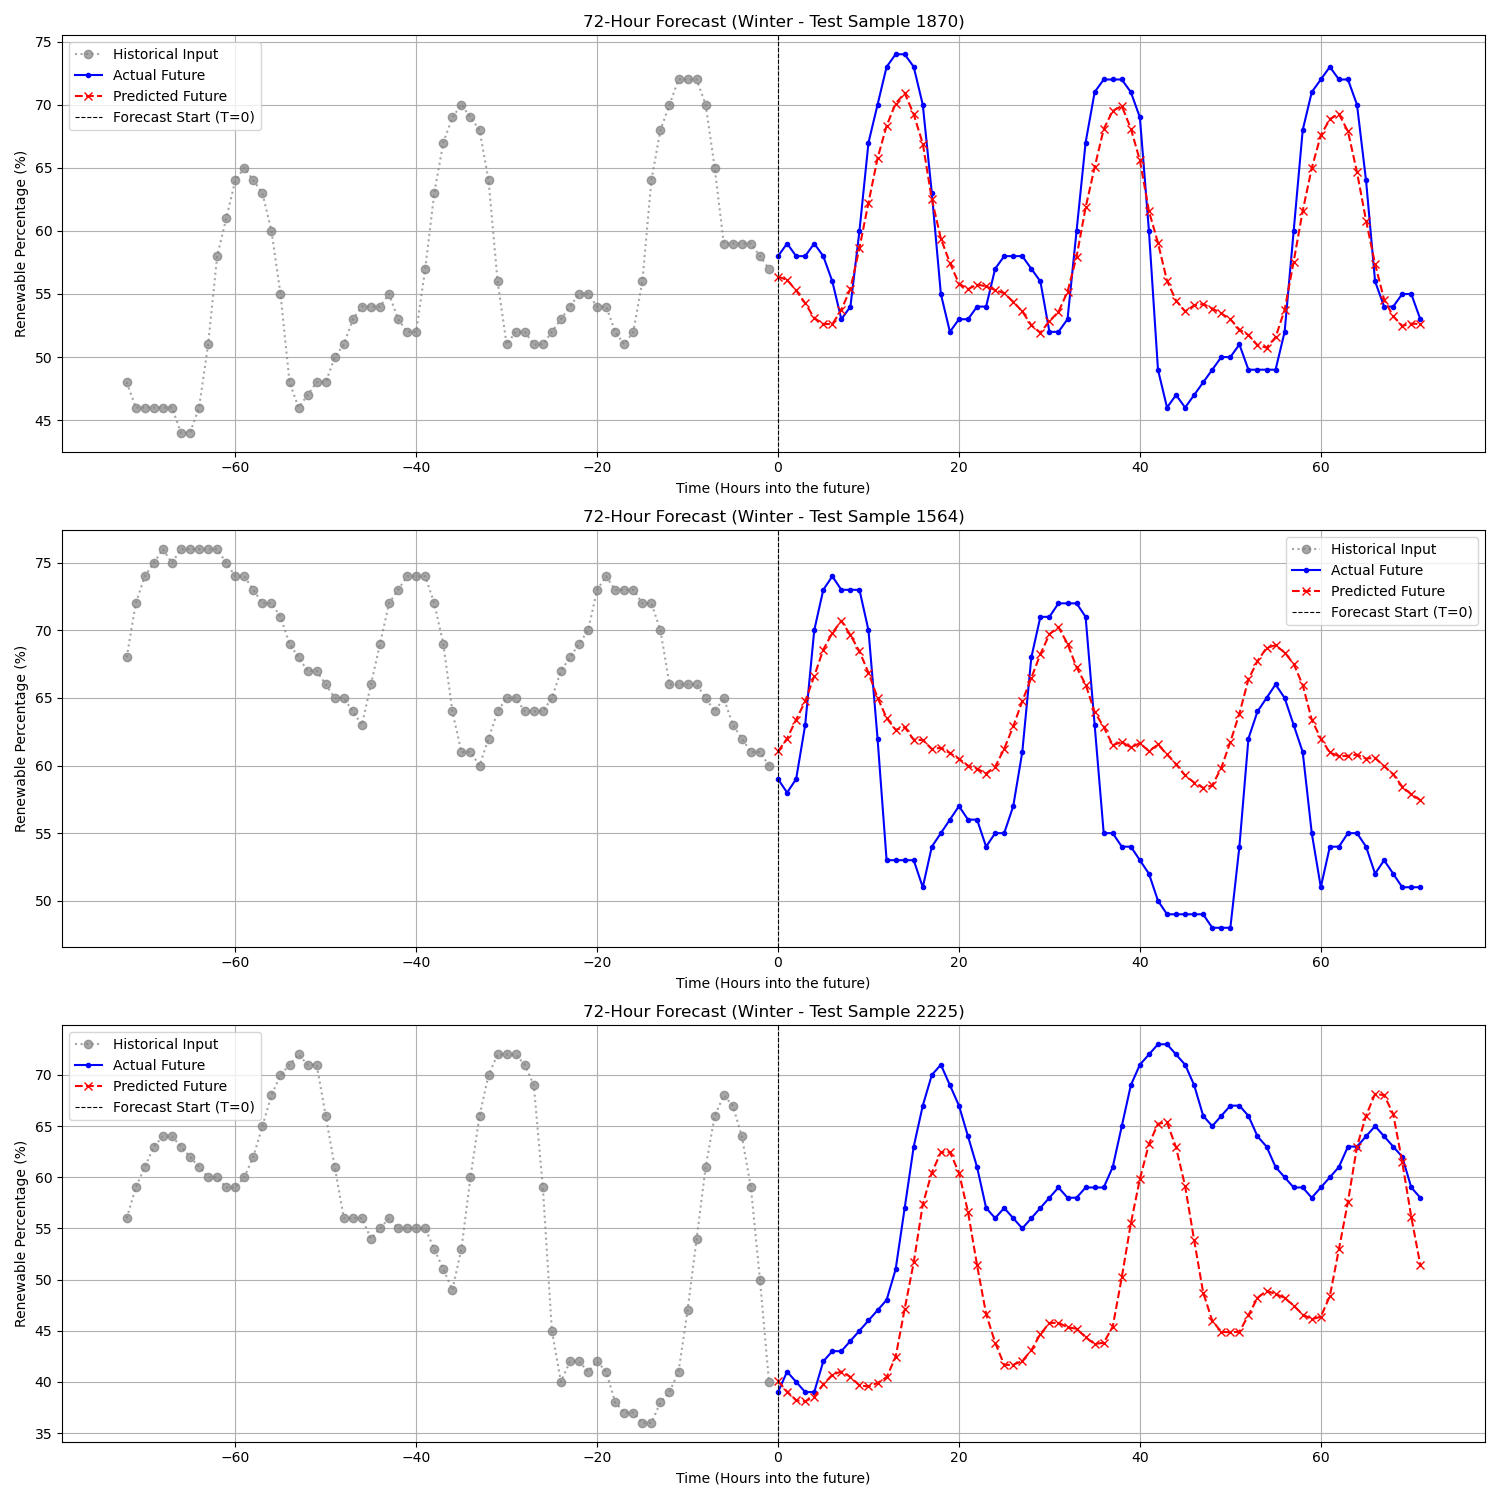 72-Hour Forecast (Winter - Test Sample 1870)
Historical Input
Actual Future
Predicted Future
Forecast Start (T=0)
Renewable Percentage (%)
75
70
65
60
55
50
45
−60 −40 −20 0 20 40 60
Time (Hours into the future)
72-Hour Forecast (Winter - Test Sample 1564)
Historical Input
Actual Future
Predicted Future
Forecast Start (T=0)
Renewable Percentage (%)
75
70
65
60
55
50
−60 −40 −20 0 20 40 60
Time (Hours into the future)
72-Hour Forecast (Winter - Test Sample 2225)
Historical Input
Actual Future
Predicted Future
Forecast Start (T=0)
Renewable Percentage (%)
70
65
60
55
50
45
40
35
−60 −40 −20 0 20 40 60
Time (Hours into the future)